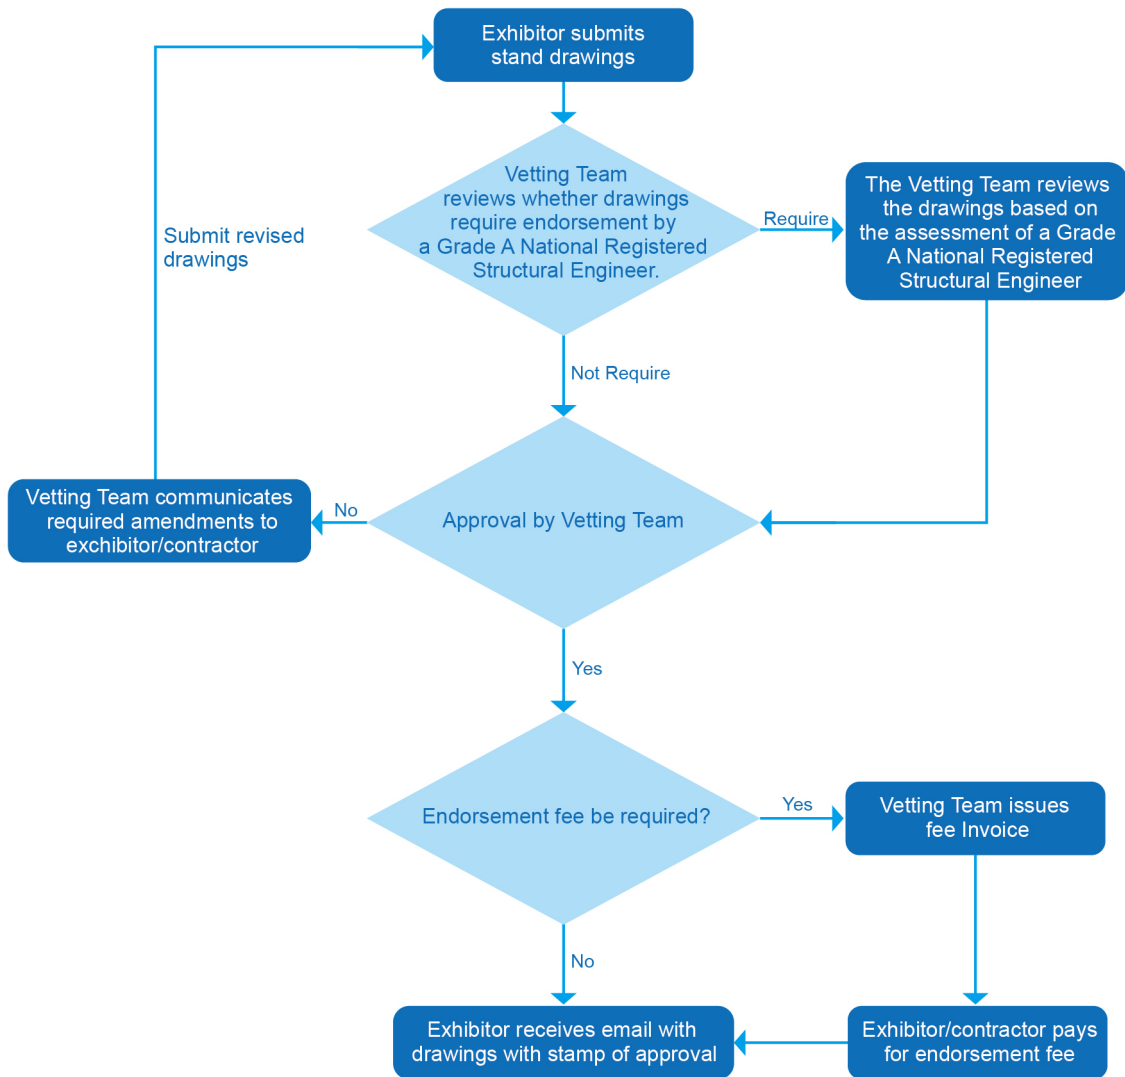 Exhibitor submits
stand drawings
Vetting Team
reviews whether drawings
require endorsement by
a Grade A National Registered
Structural Engineer.
Require
The Vetting Team reviews
the drawings based on
the assessment of a Grade
A National Registered
Structural Engineer
Submit revised
drawings
Not Require
Vetting Team communicates
required amendments to
exchibitor/contractor
No
Approval by Vetting Team
Yes
Endorsement fee be required?
Yes
Vetting Team issues
fee Invoice
No
Exhibitor receives email with
drawings with stamp of approval
Exhibitor/contractor pays
for endorsement fee